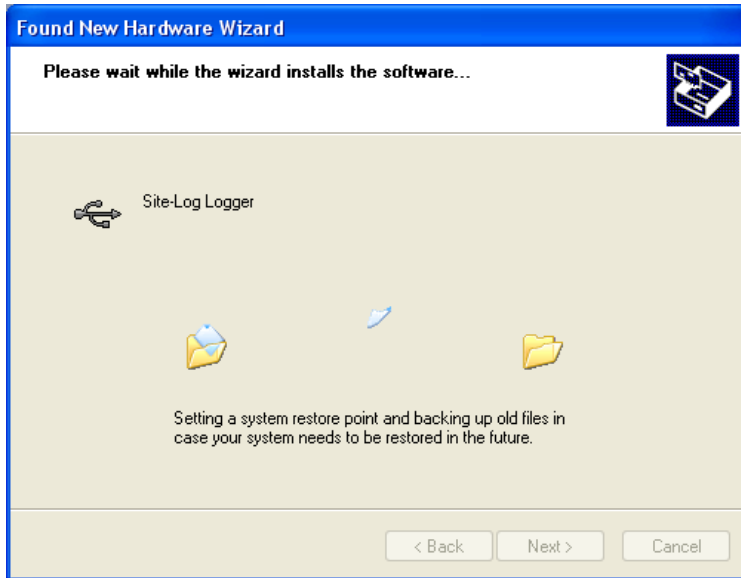 Found New Hardware Wizard
Please wait while the wizard installs the software...
Site-Log Logger
Setting a system restore point and backing up old files in
case your system needs to be restored in the future.
< Back
Next >
Cancel